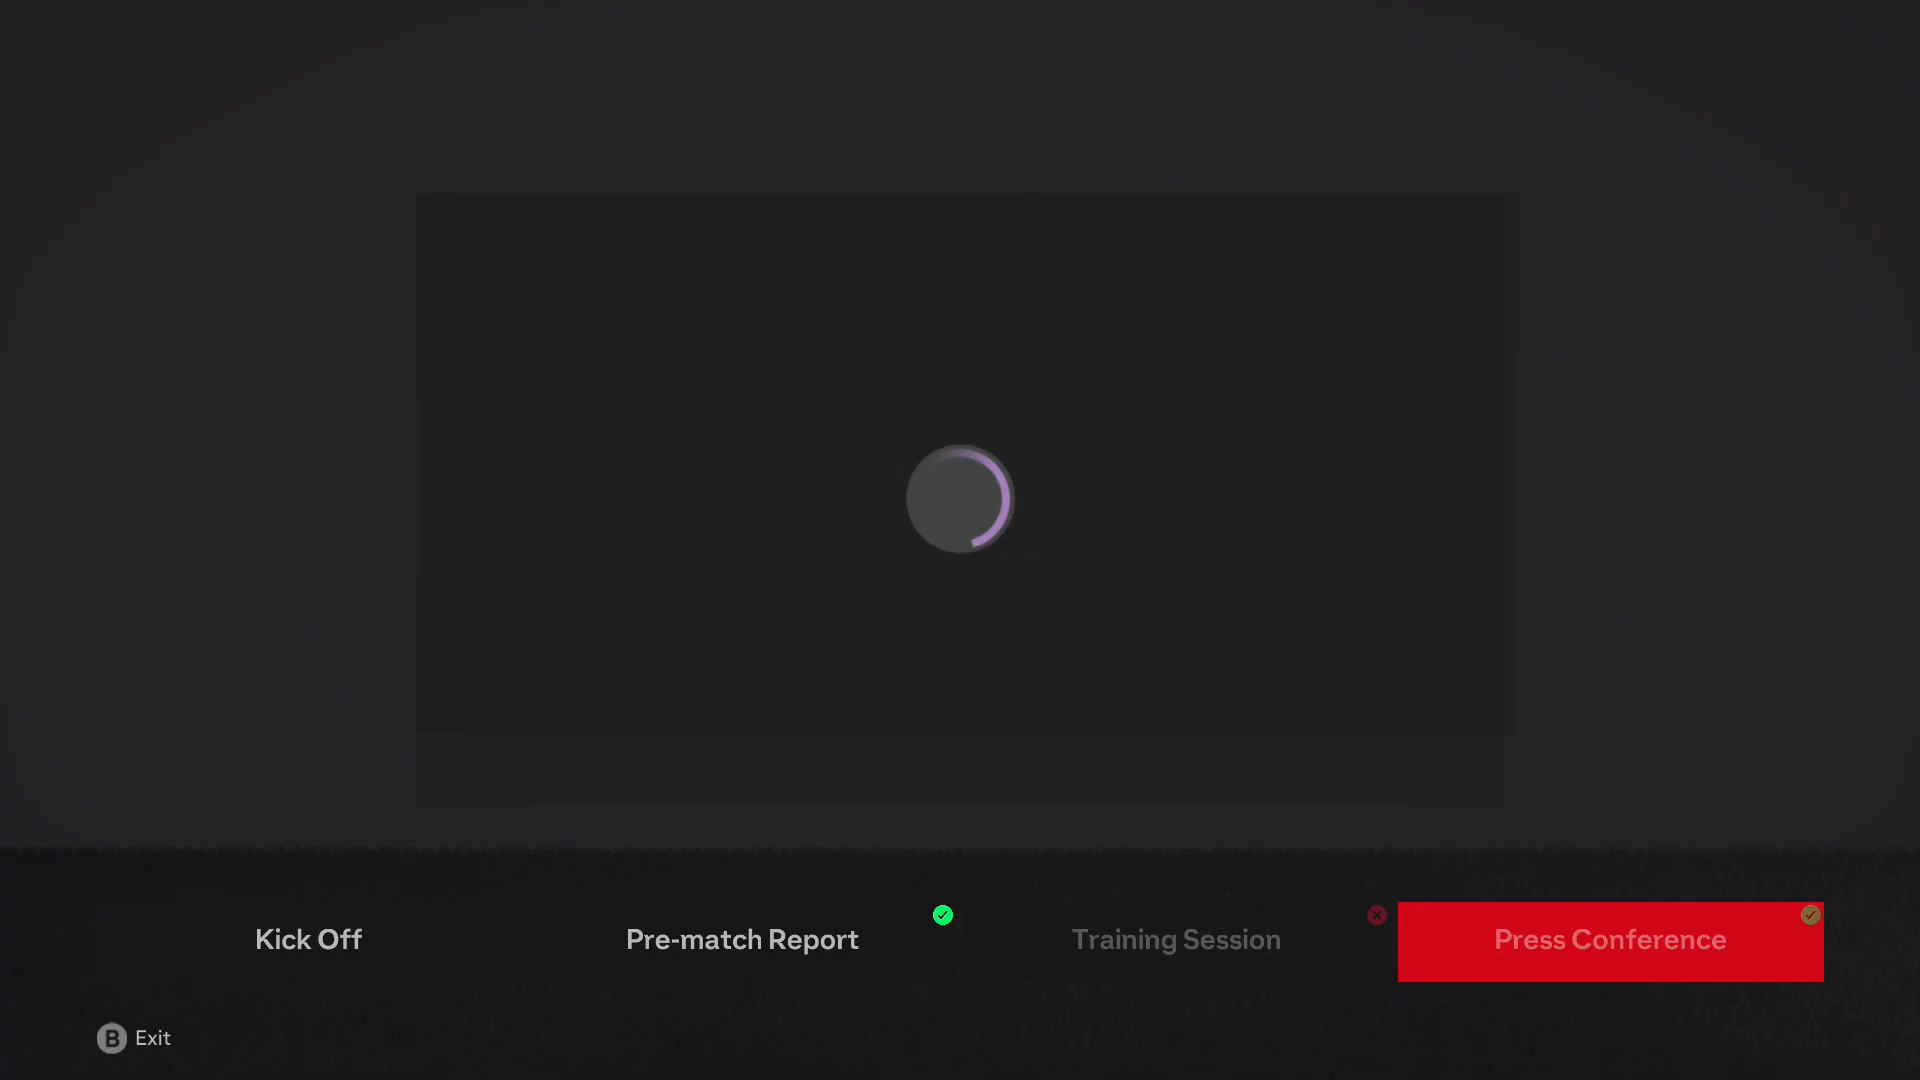 Kick Off
Pre-match Report
Training Session
Press Conference
B Exit